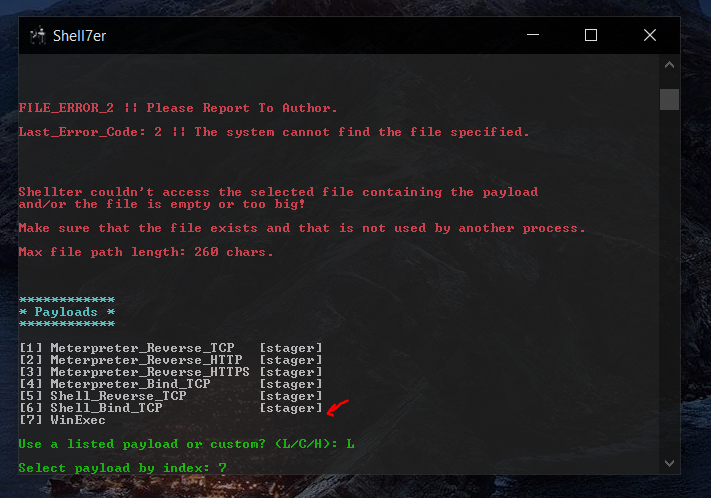 Shell7er
FILE_ERROR_2 || Please Report To Author.
Last_Error_Code: 2 || The system cannot find the file specified.
Shellter couldn't access the selected file containing the payload
and/or the file is empty or too big!
Make sure that the file exists and that is not used by another process.
Max file path length: 260 chars.
************
* Payloads *
************
[1] Meterpreter_Reverse_TCP [stager]
[2] Meterpreter_Reverse_HTTP [stager]
[3] Meterpreter_Reverse_HTTPS [stager]
[4] Meterpreter_Bind_TCP [stager]
[5] Shell_Reverse_TCP [stager]
[6] Shell_Bind_TCP [stager]
[7] WinExec
Use a listed payload or custom? (L/C/H): L
Select payload by index: 7